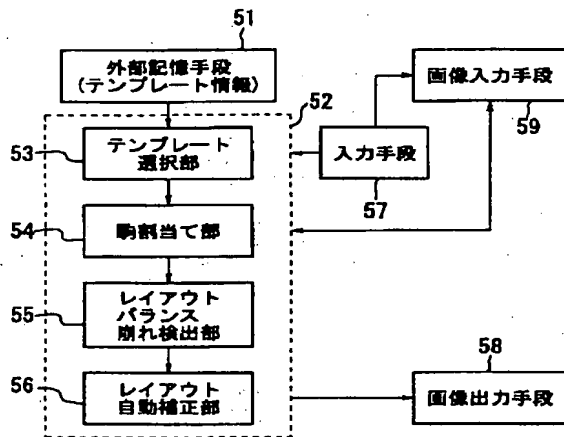 51
外部記憶手段
(テンプレート情報)
52
53
テンプレート
選択部
54
駒割当て部
55
レイアウト
バランス
崩れ検出部
56
レイアウト
自動補正部
入力手段
57
画像入力手段
59
58
画像出力手段